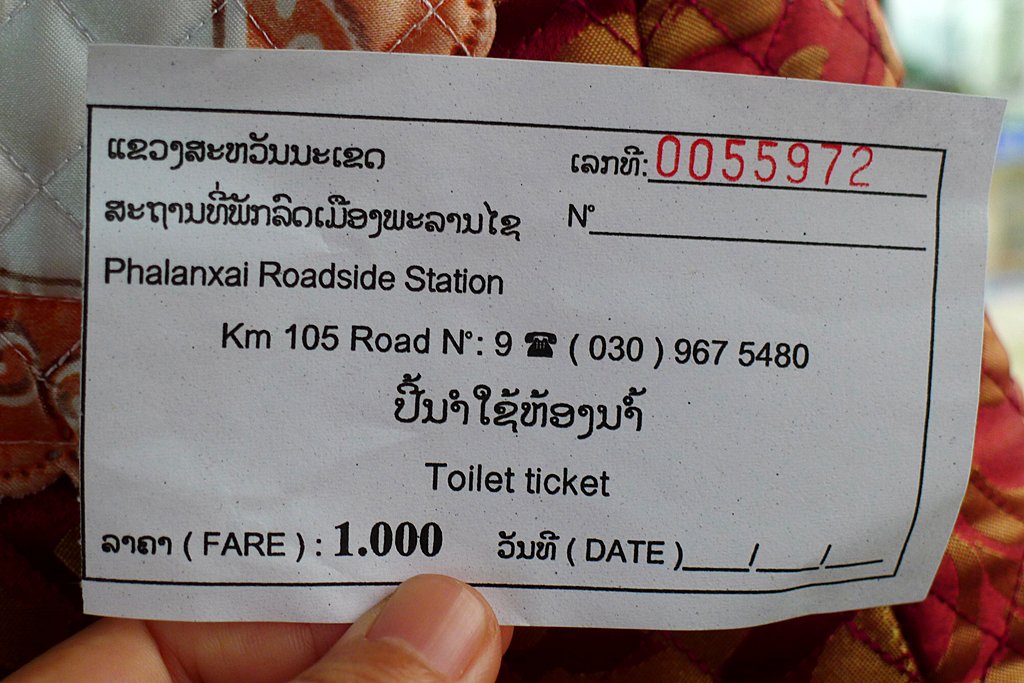 ແຂວງສະຫວັນນະເຂດ
ເລກທີ: 0055972
ສະຖານທີ່ພັກລົດເມືອງພະລານໄຊ
N°
Phalanxai Roadside Station
Km 105 Road N°: 9 ☎ ( 030 ) 967 5480
ປີ້ນຳໃຊ້ຫ້ອງນ້ຳ
Toilet ticket
ລາຄາ ( FARE ) : 1.000
ວັນທີ ( DATE )___/___/___